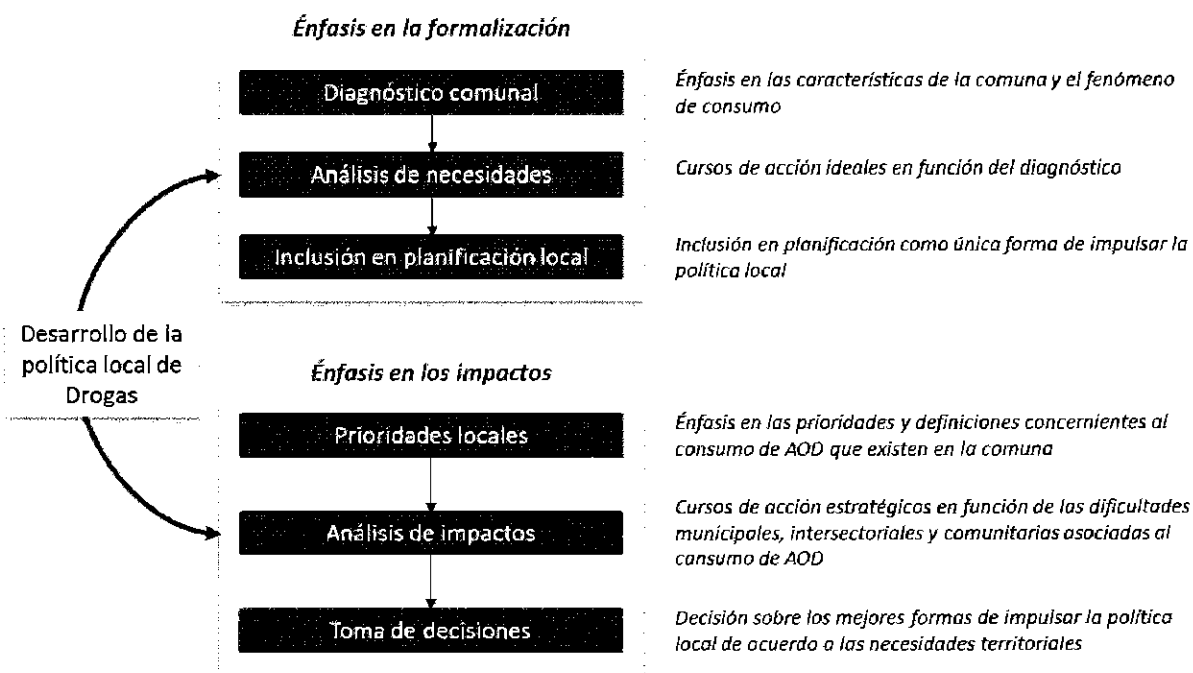 Énfasis en la formalización
Diagnóstico comunal
Énfasis en las características de la comuna y el fenómeno
de consumo
Análisis de necesidades
Cursos de acción ideales en función del diagnóstico
Inclusión en planificación local
Inclusión en planificación como única forma de impulsar la
política local
Desarrollo de la
política local de
Drogas
Énfasis en los impactos
Prioridades locales
Énfasis en las prioridades y definiciones concernientes al
consumo de AOD que existen en la comuna
Análisis de impactos
Cursos de acción estratégicos en función de las dificultades
municipales, intersectoriales y comunitarias asociadas al
consumo de AOD
Toma de decisiones
Decisión sobre las mejores formas de impulsar la política
local de acuerdo a las necesidades territoriales